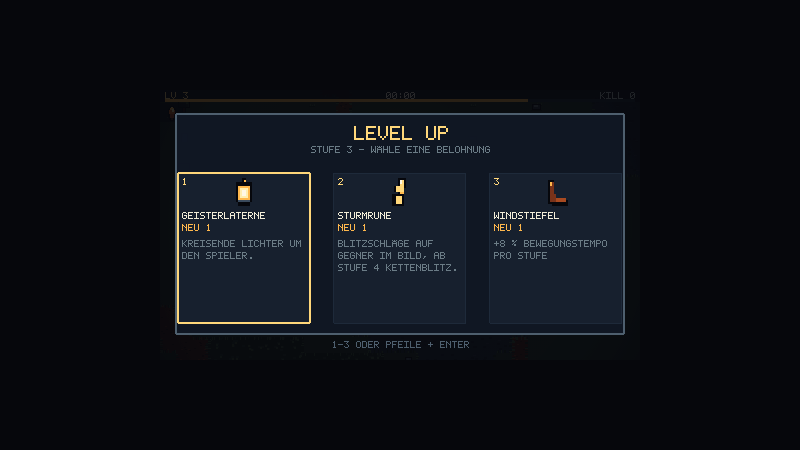 LV 3
00:00
KILL 0
LEVEL UP
STUFE 3 - WÄHLE EINE BELOHNUNG
1
GEISTERLATERNE
NEU 1
KREISENDE LICHTER UM
DEN SPIELER.
2
STURMRUNE
NEU 1
BLITZSCHLÄGE AUF
GEGNER IM BILD, AB
STUFE 4 KETTENBLITZ.
3
WINDSTIEFEL
NEU 1
+8 % BEWEGUNGSTEMPO
PRO STUFE
1-3 ODER PFEILE + ENTER